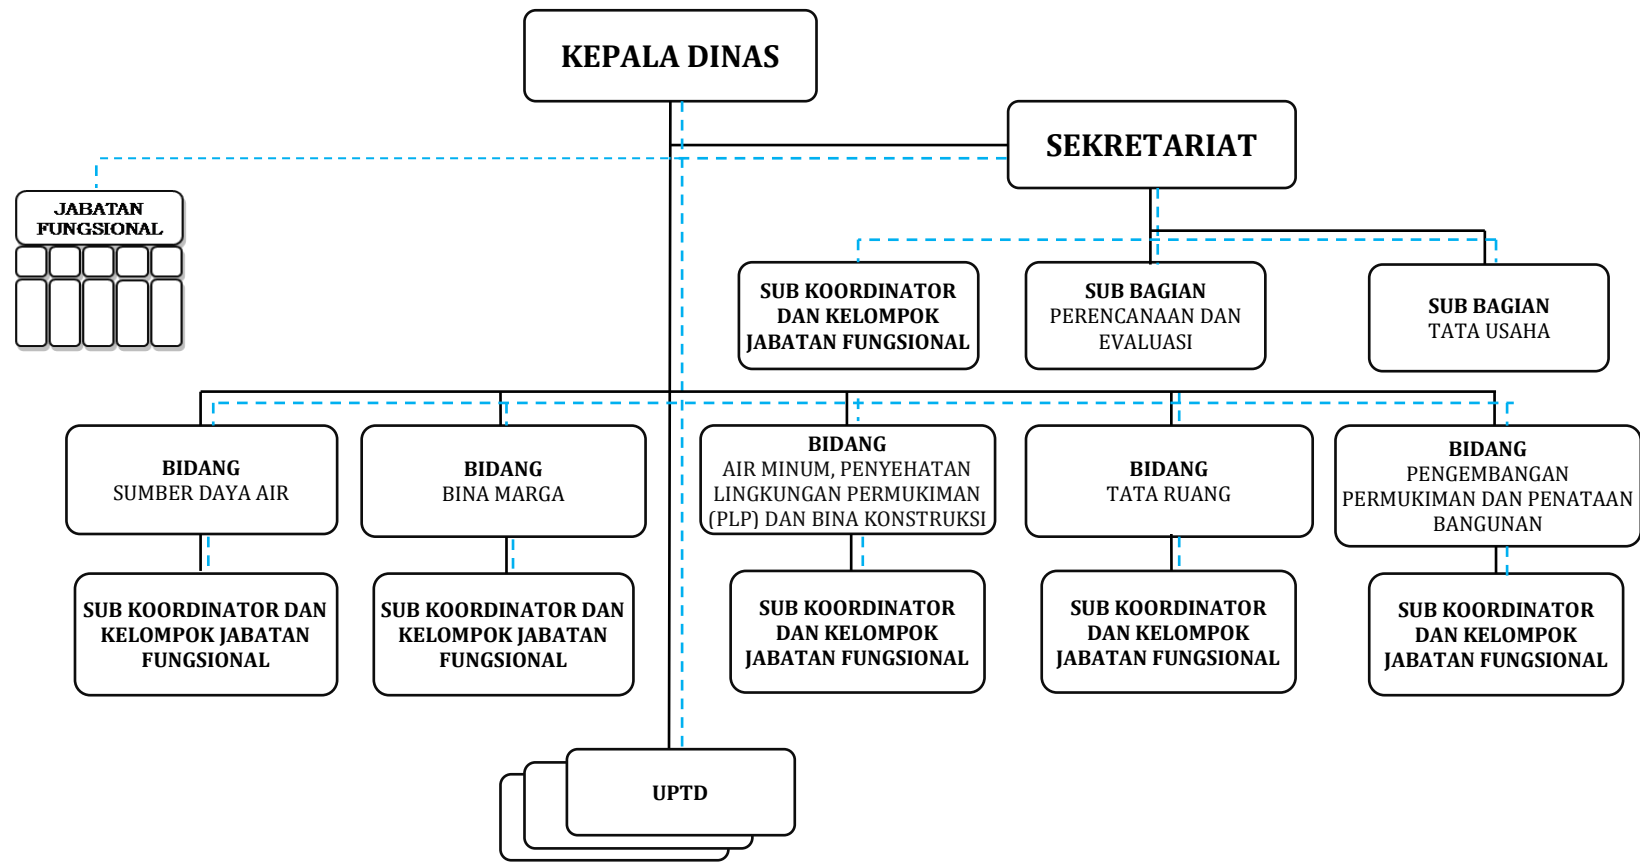 KEPALA DINAS
SEKRETARIAT
JABATAN
FUNGSIONAL
SUB KOORDINATOR
DAN KELOMPOK
JABATAN FUNGSIONAL
SUB BAGIAN
PERENCANAAN DAN
EVALUASI
SUB BAGIAN
TATA USAHA
BIDANG
SUMBER DAYA AIR
BIDANG
BINA MARGA
BIDANG
AIR MINUM, PENYEHATAN
LINGKUNGAN PERMUKIMAN
(PLP) DAN BINA KONSTRUKSI
BIDANG
TATA RUANG
BIDANG
PENGEMBANGAN
PERMUKIMAN DAN PENATAAN
BANGUNAN
SUB KOORDINATOR DAN
KELOMPOK JABATAN
FUNGSIONAL
SUB KOORDINATOR DAN
KELOMPOK JABATAN
FUNGSIONAL
SUB KOORDINATOR
DAN KELOMPOK
JABATAN FUNGSIONAL
SUB KOORDINATOR
DAN KELOMPOK
JABATAN FUNGSIONAL
SUB KOORDINATOR
DAN KELOMPOK
JABATAN FUNGSIONAL
UPTD